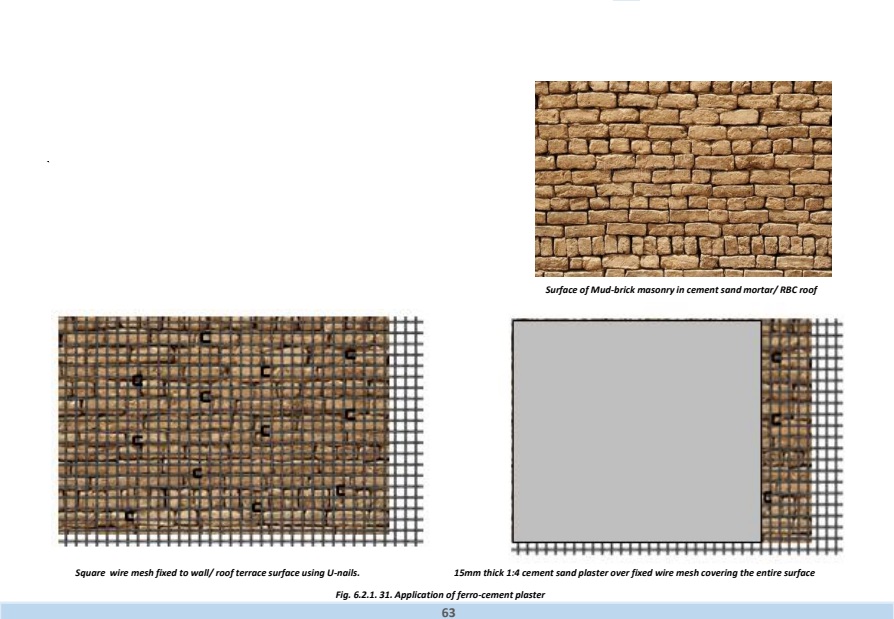 Surface of Mud-brick masonry in cement sand mortar/ RBC roof
Square wire mesh fixed to wall/ roof terrace surface using U-nails.
15mm thick 1:4 cement sand plaster over fixed wire mesh covering the entire surface
Fig. 6.2.1. 31. Application of ferro-cement plaster
63